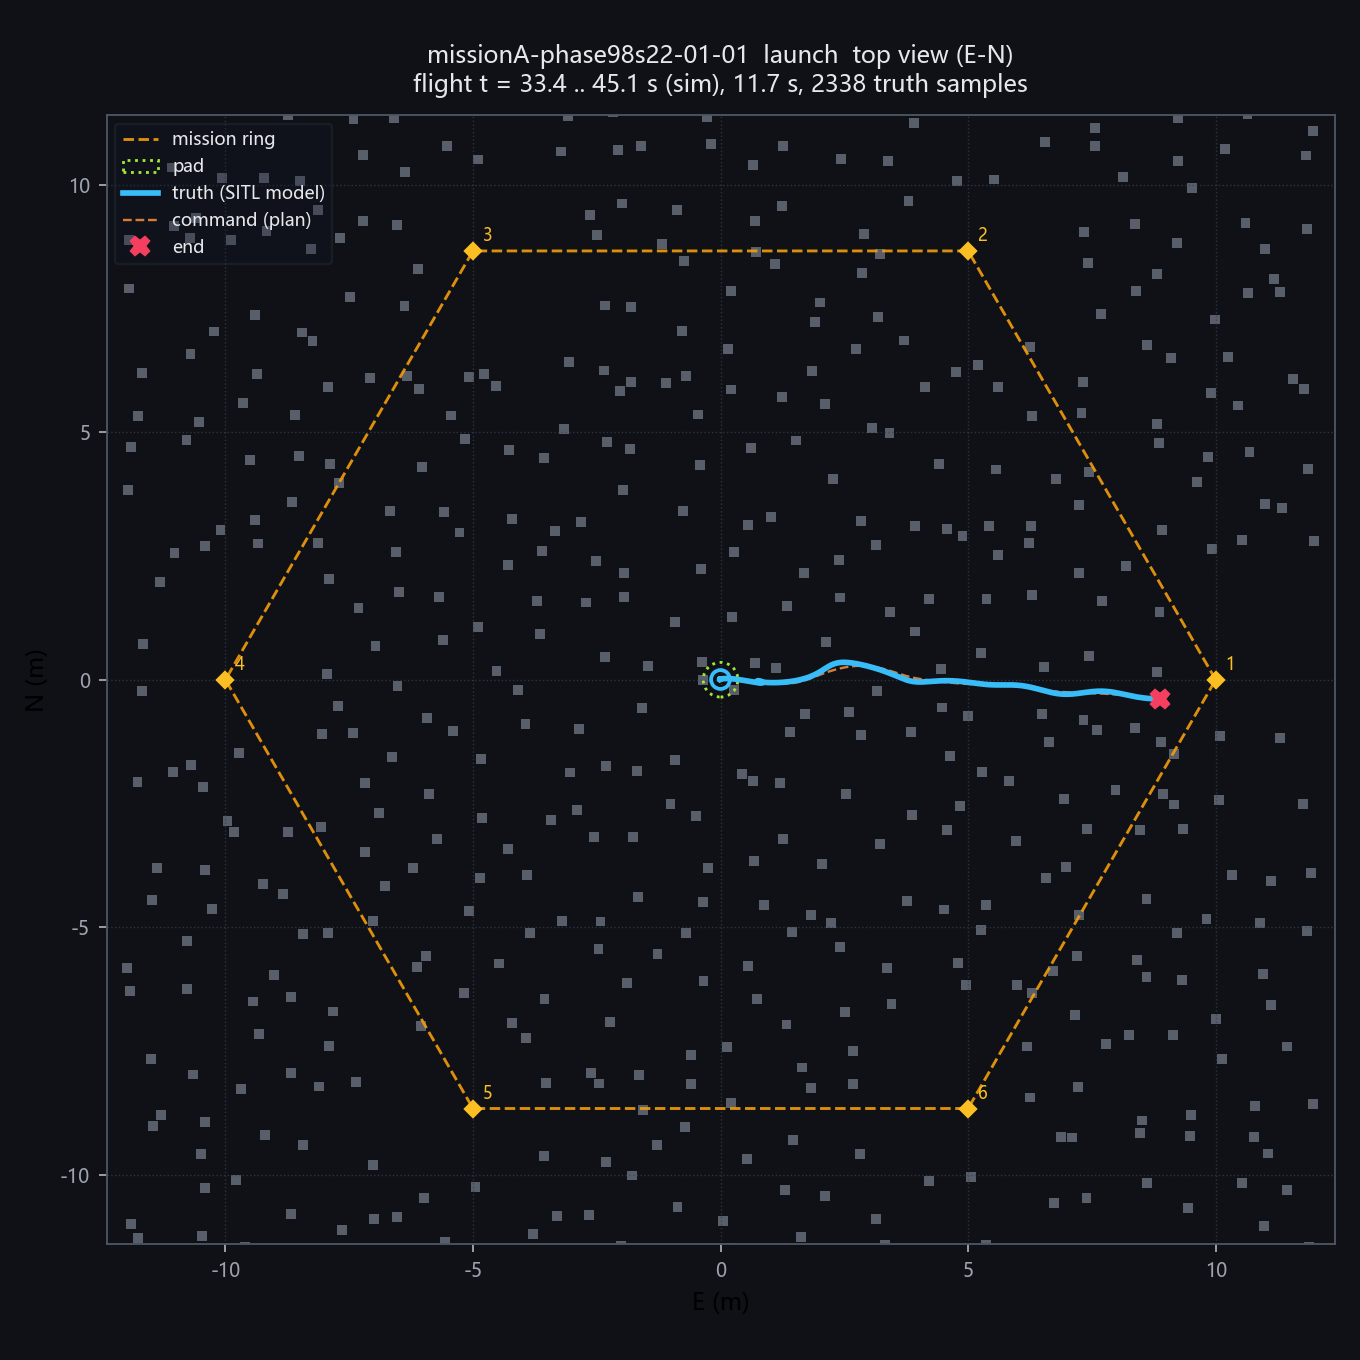 missionA-phase98s22-01-01  launch  top view (E-N)
flight t = 33.4 .. 45.1 s (sim), 11.7 s, 2338 truth samples
mission ring
pad
truth (SITL model)
command (plan)
end
3
2
4
1
5
6
10
5
0
-5
-10
N (m)
-10
-5
0
5
10
E (m)